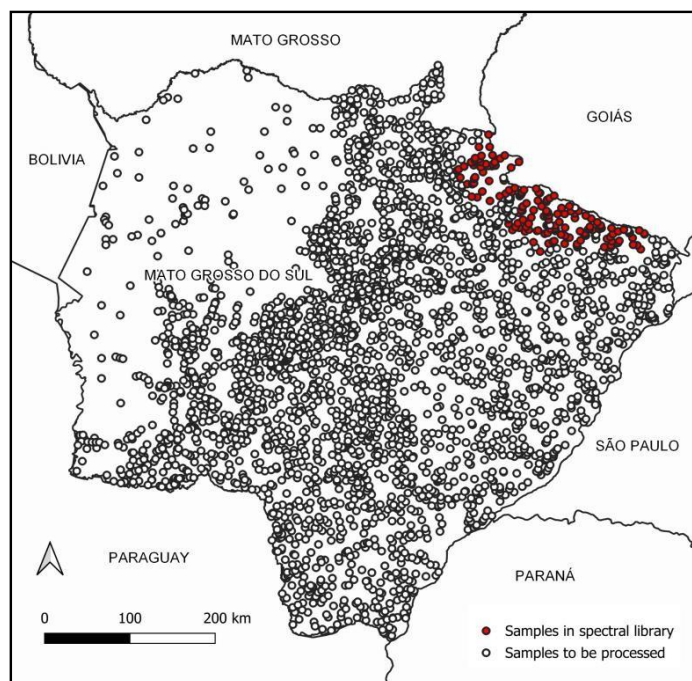 MATO GROSSO
GOIÁS
BOLIVIA
MATO GROSSO DO SUL
SÃO PAULO
PARAGUAY
PARANÁ
0 100 200 km
Samples in spectral library
Samples to be processed